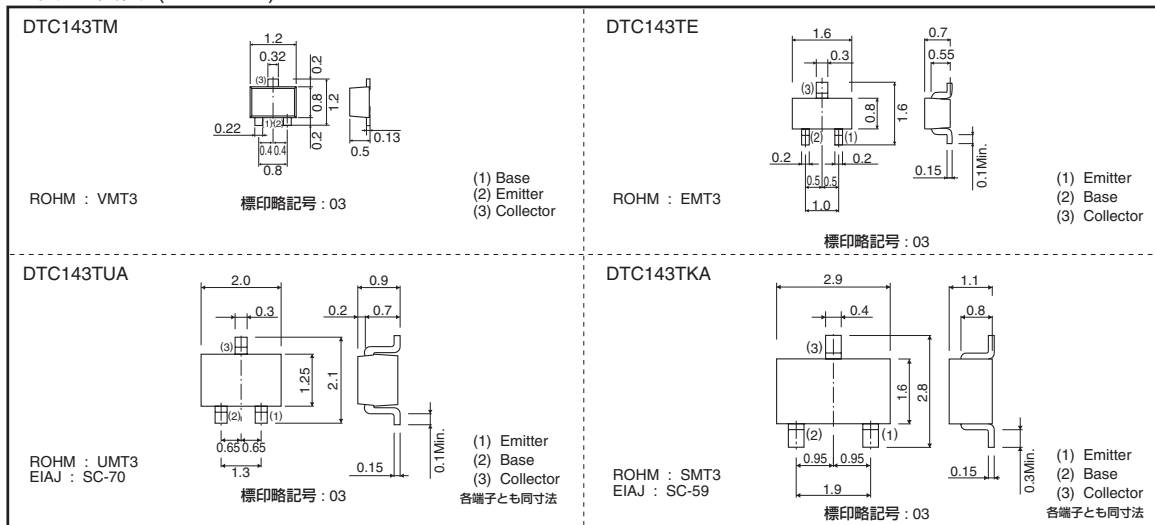 DTC143TM
1.2
0.32
0.2
(3)
0.8
1.2
(1)
(2)
0.22
0.2
0.13
0.4
0.4
0.5
0.8
ROHM : VMT3
標印略記号 : 03
(1) Base
(2) Emitter
(3) Collector
DTC143TE
1.6
0.7
0.3
0.55
(3)
0.8
1.6
(2)
(1)
0.2
0.2
0.15
0.1Min.
0.5
0.5
1.0
ROHM : EMT3
標印略記号 : 03
(1) Emitter
(2) Base
(3) Collector
DTC143TUA
2.0
0.9
0.3
0.2
0.7
(3)
1.25
2.1
(2)
(1)
0.65
0.65
1.3
0.15
0.1Min.
ROHM : UMT3
EIAJ : SC-70
標印略記号 : 03
(1) Emitter
(2) Base
(3) Collector
各端子とも同寸法
DTC143TKA
2.9
1.1
0.4
0.8
(3)
1.6
2.8
(2)
(1)
0.95
0.95
1.9
0.15
0.3Min.
ROHM : SMT3
EIAJ : SC-59
標印略記号 : 03
(1) Emitter
(2) Base
(3) Collector
各端子とも同寸法